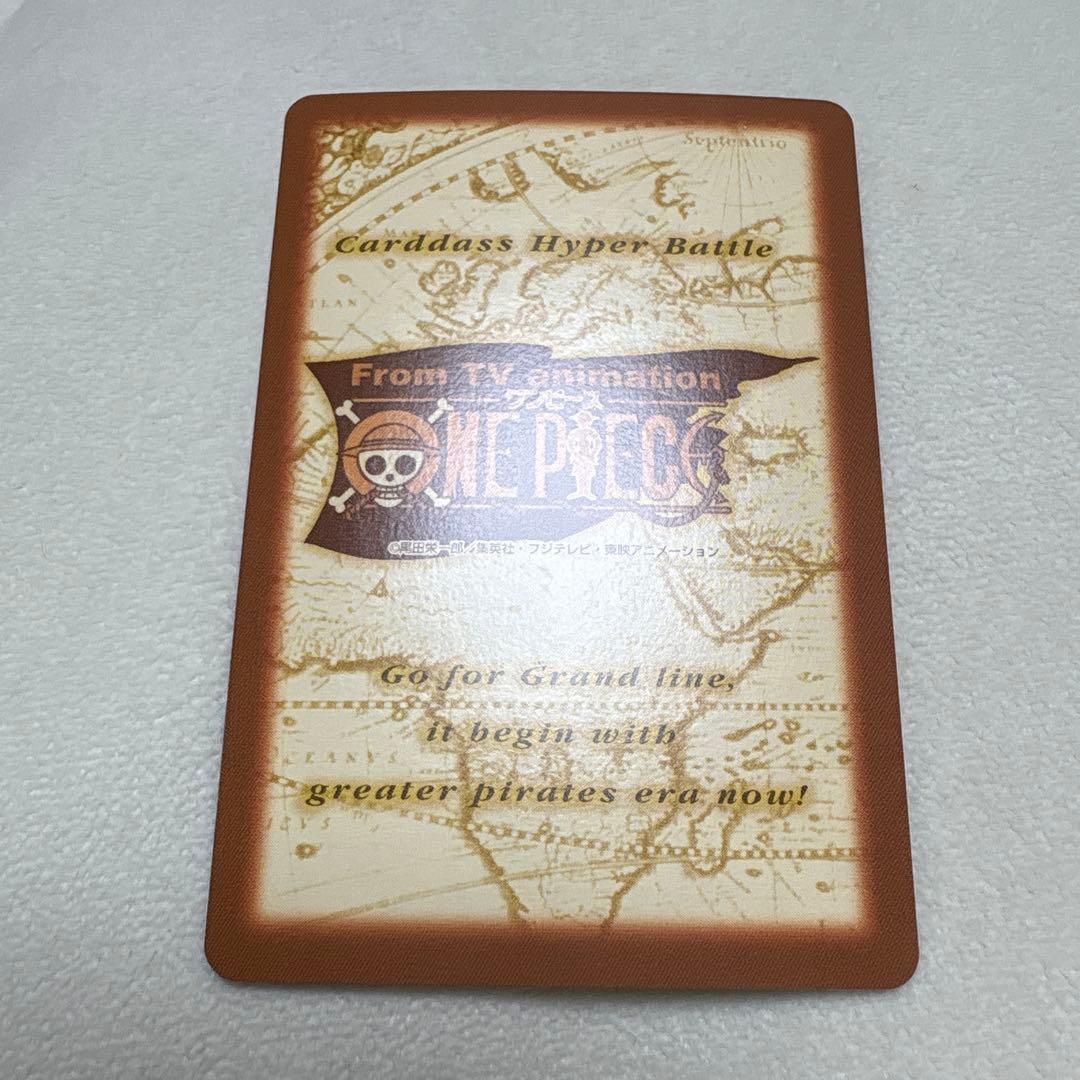 Septentrio
Carddass Hyper Battle
From TV animation
ワンピース
ONE PIECE
©尾田栄一郎/集英社・フジテレビ・東映アニメーション
Go for Grand line,
it begin with
greater pirates era now!